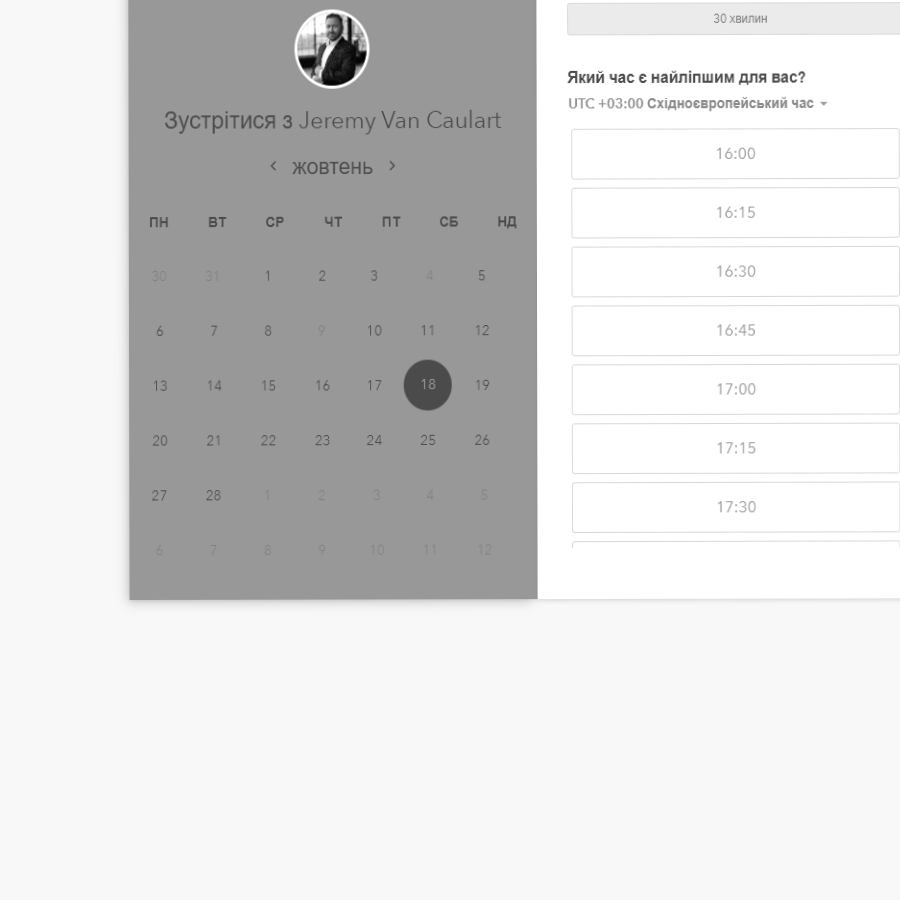 Зустрітися з Jeremy Van Caulart
‹ жовтень ›
ПН ВТ СР ЧТ ПТ СБ НД
30 31 1 2 3 4 5
6 7 8 9 10 11 12
13 14 15 16 17 18 19
20 21 22 23 24 25 26
27 28 1 2 3 4 5
6 7 8 9 10 11 12
30 хвилин
Який час є найліпшим для вас?
UTC +03:00 Східноєвропейський час
16:00
16:15
16:30
16:45
17:00
17:15
17:30